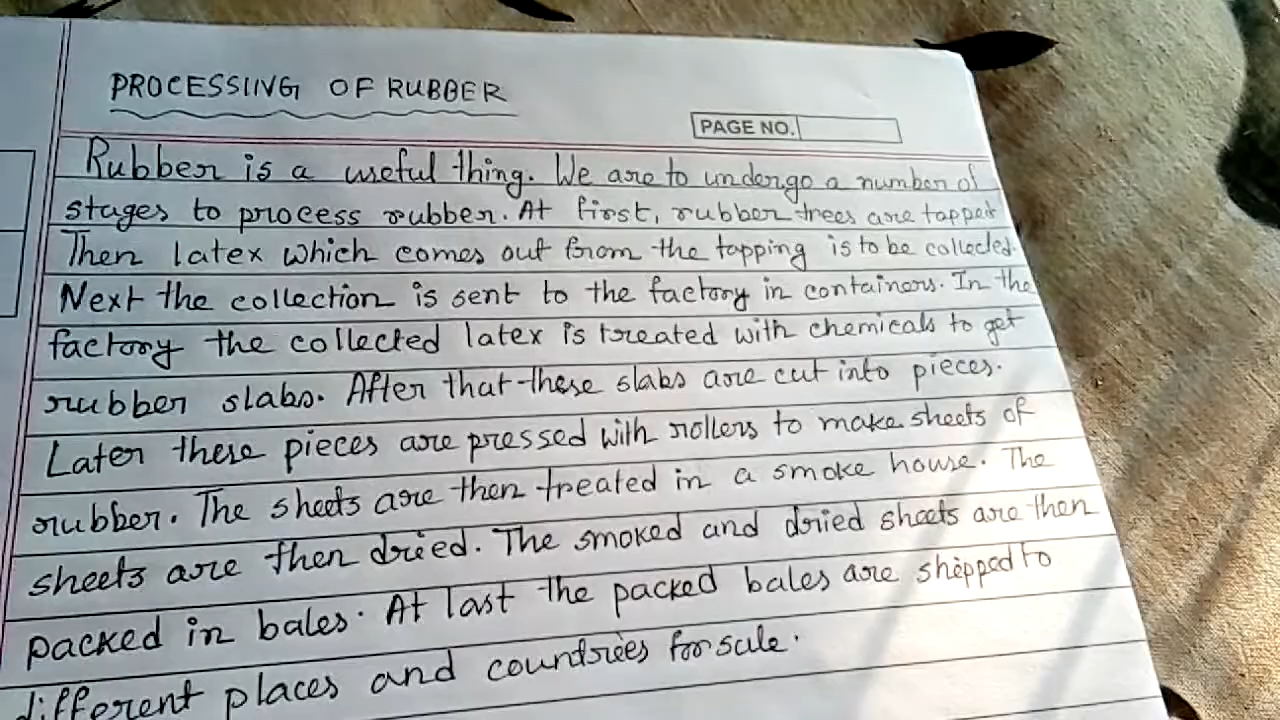 PROCESSING OF RUBBER
PAGE NO.
Rubber is a useful thing. We are to undergo a number of
stages to process rubber. At first, rubber trees are tapped
Then latex which comes out from the tapping is to be collected.
Next the collection is sent to the factory in containers. In the
factory the collected latex is treated with chemicals to get
rubber slabs. After that these slabs are cut into pieces.
Later these pieces are pressed with rollers to make sheets of
rubber. The sheets are then treated in a smoke house. The
sheets are then dried. The smoked and dried sheets are then
packed in bales. At last the packed bales are shipped to
different places and countries for sale.